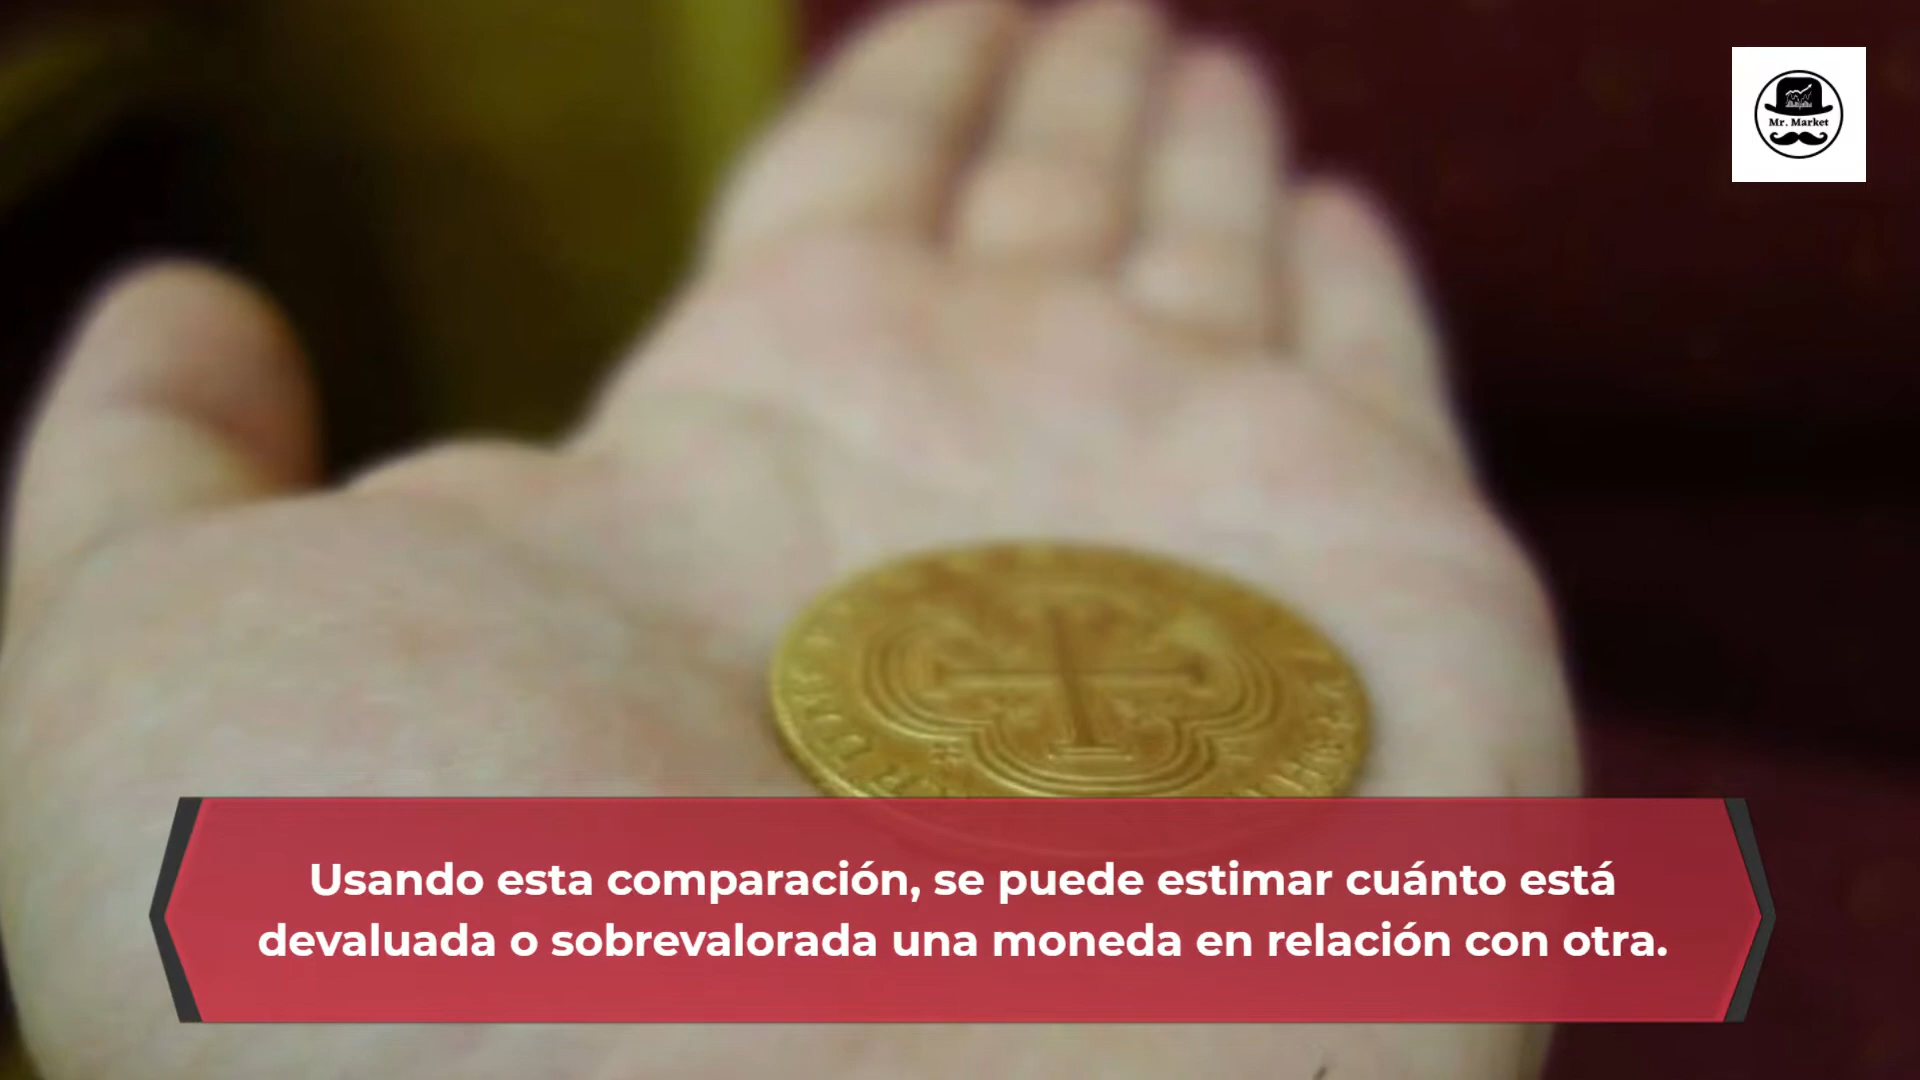 Mr. Market
Usando esta comparación, se puede estimar cuánto está
devaluada o sobrevalorada una moneda en relación con otra.